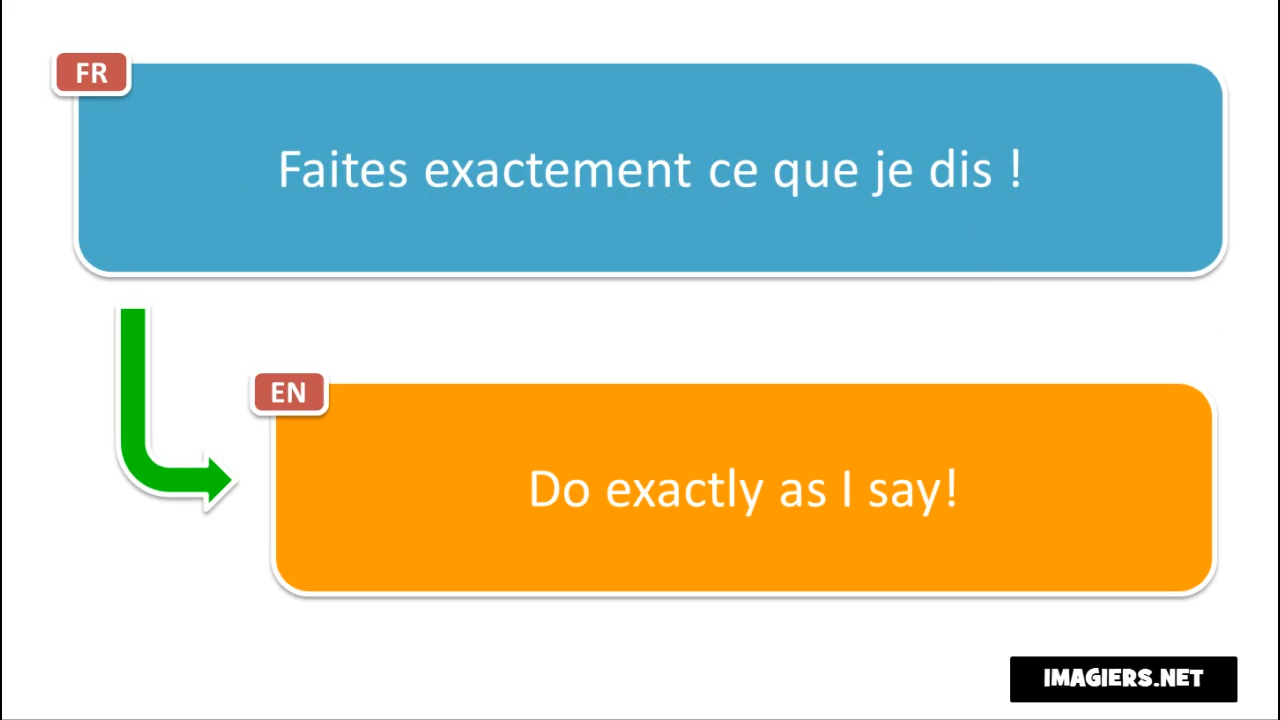 FR
Faites exactement ce que je dis !
EN
Do exactly as I say!
IMAGIERS.NET